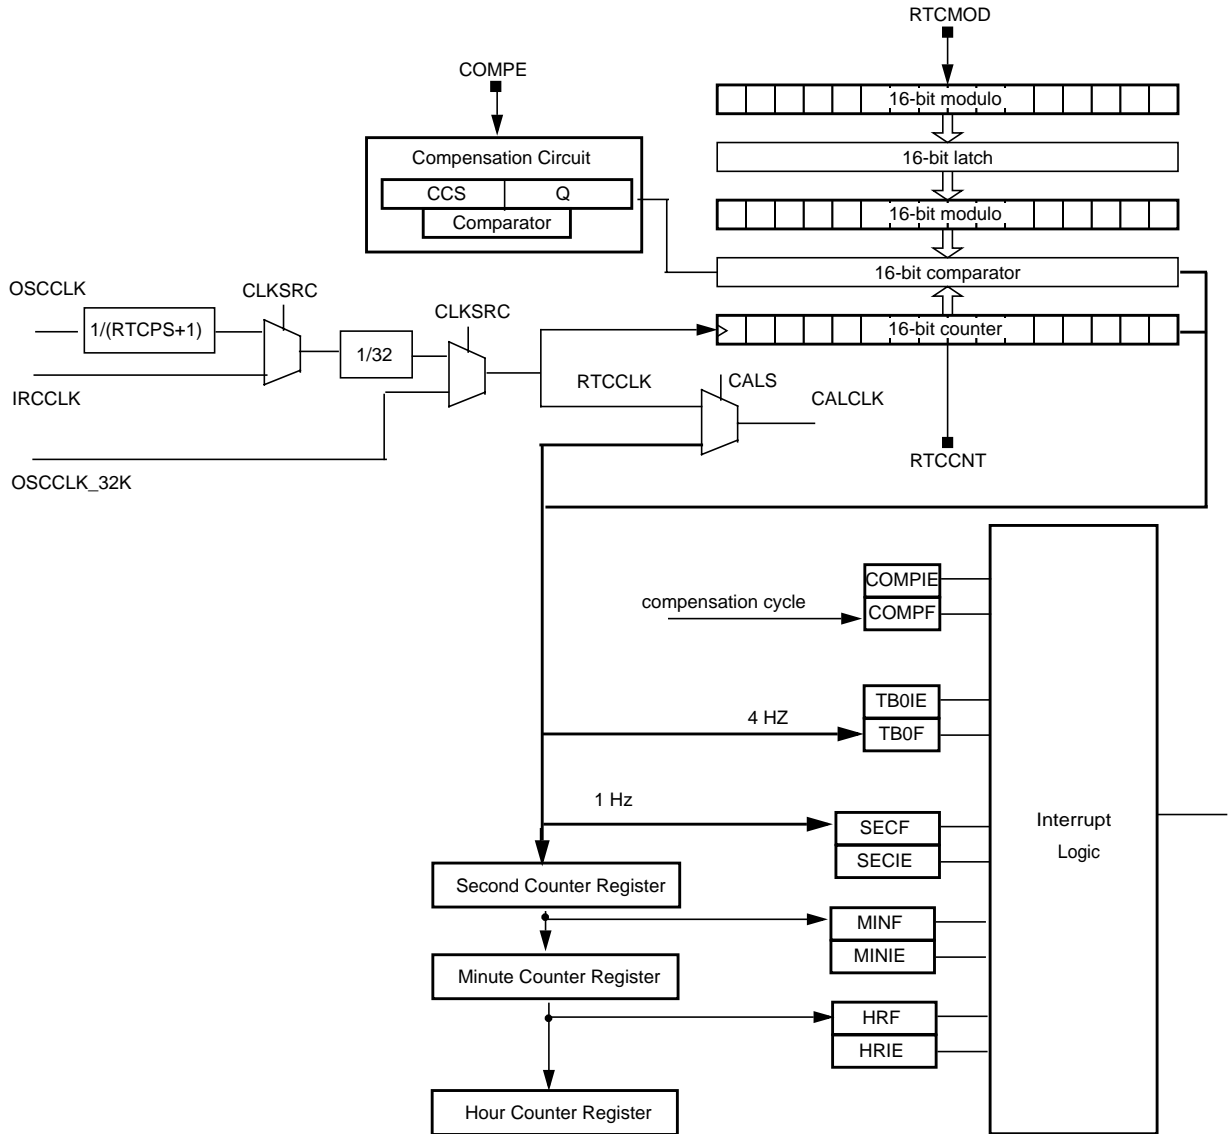 RTCMOD
COMPE
16-bit modulo
Compensation Circuit
16-bit latch
CCS
Q
16-bit modulo
Comparator
16-bit comparator
OSCCLK
CLKSRC
CLKSRC
1/(RTCPS+1)
16-bit counter
1/32
RTCCLK
CALS
IRCCLK
CALCLK
RTCCNT
OSCCLK_32K
COMPIE
compensation cycle
COMPF
TB0IE
4 HZ
TB0F
1 Hz
SECF
Interrupt
Logic
SECIE
Second Counter Register
MINF
MINIE
Minute Counter Register
HRF
HRIE
Hour Counter Register